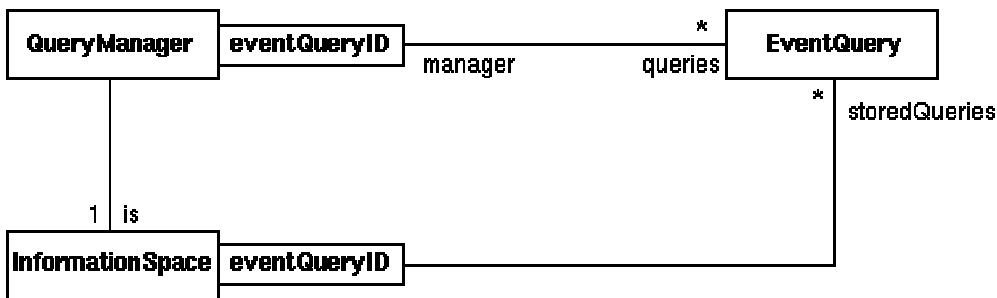 QueryManager
eventQueryID
*
EventQuery
manager
queries
*
storedQueries
1 is
InformationSpace
eventQueryID